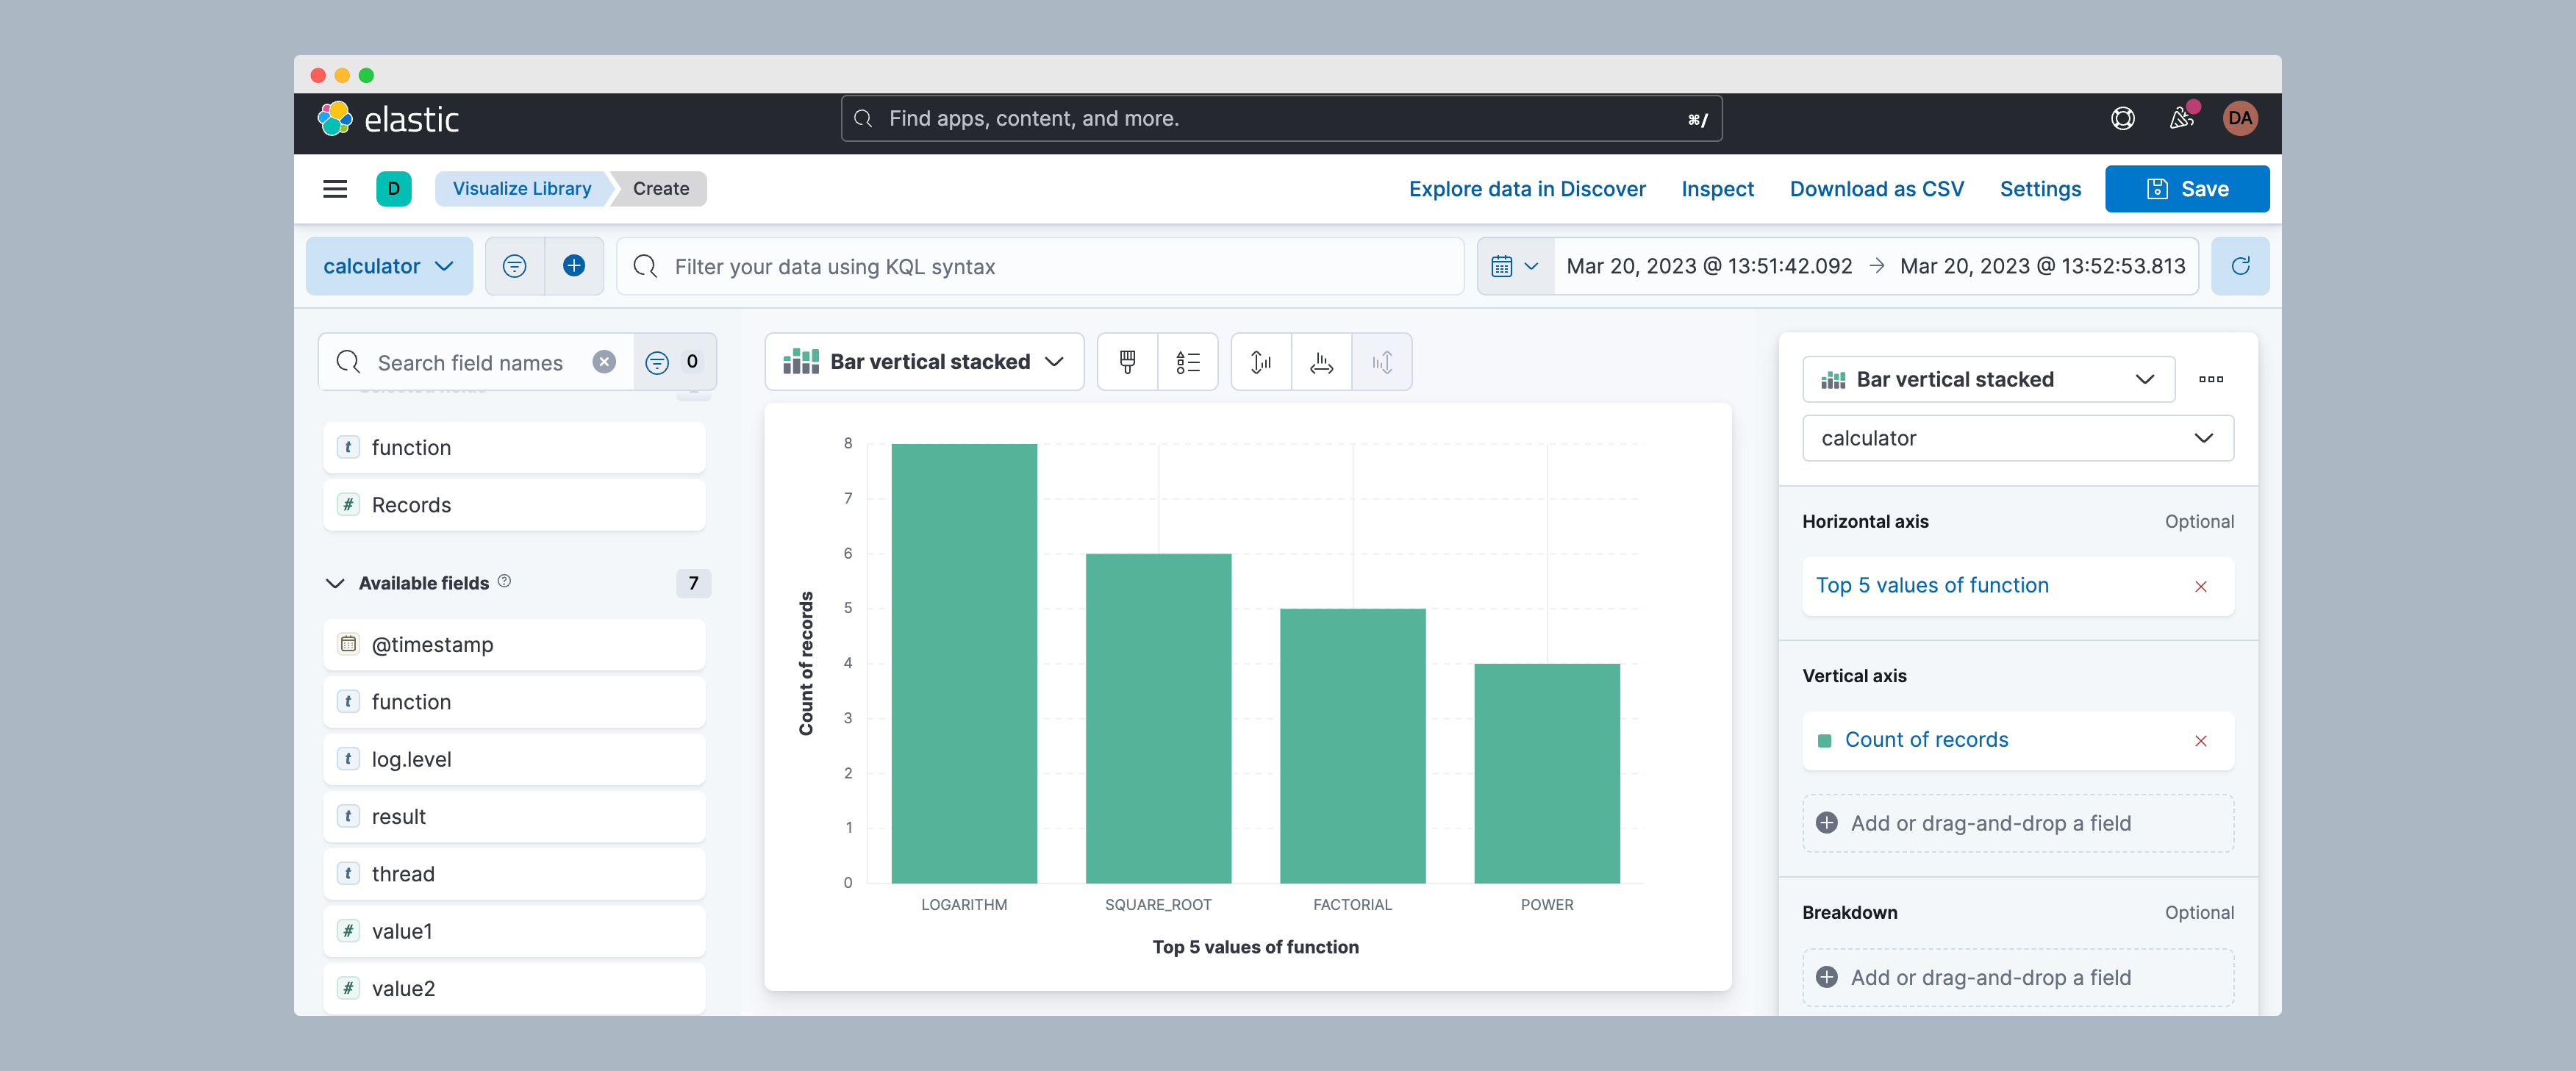 elastic
Find apps, content, and more.
⌘/
DA
D
Visualize Library
Create
Explore data in Discover
Inspect
Download as CSV
Settings
Save
calculator
Filter your data using KQL syntax
Mar 20, 2023 @ 13:51:42.092 → Mar 20, 2023 @ 13:52:53.813
Search field names
0
function
Records
Available fields
7
@timestamp
function
log.level
result
thread
value1
value2
Bar vertical stacked
Count of records
8
7
6
5
4
3
2
1
0
LOGARITHM
SQUARE_ROOT
FACTORIAL
POWER
Top 5 values of function
Bar vertical stacked
calculator
Horizontal axis
Optional
Top 5 values of function
Vertical axis
Count of records
Add or drag-and-drop a field
Breakdown
Optional
Add or drag-and-drop a field